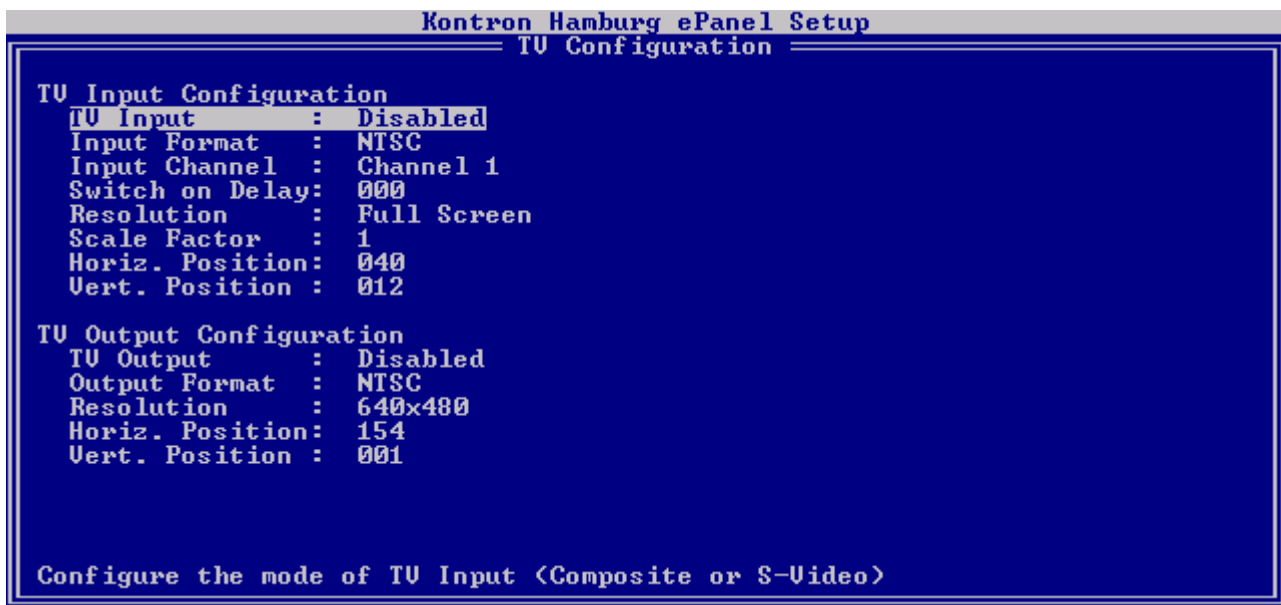 Kontron Hamburg ePanel Setup
TV Configuration
TV Input Configuration
TV Input : Disabled
Input Format : NTSC
Input Channel : Channel 1
Switch on Delay: 000
Resolution : Full Screen
Scale Factor : 1
Horiz. Position: 040
Vert. Position : 012
TV Output Configuration
TV Output : Disabled
Output Format : NTSC
Resolution : 640x480
Horiz. Position: 154
Vert. Position : 001
Configure the mode of TV Input (Composite or S-Video)